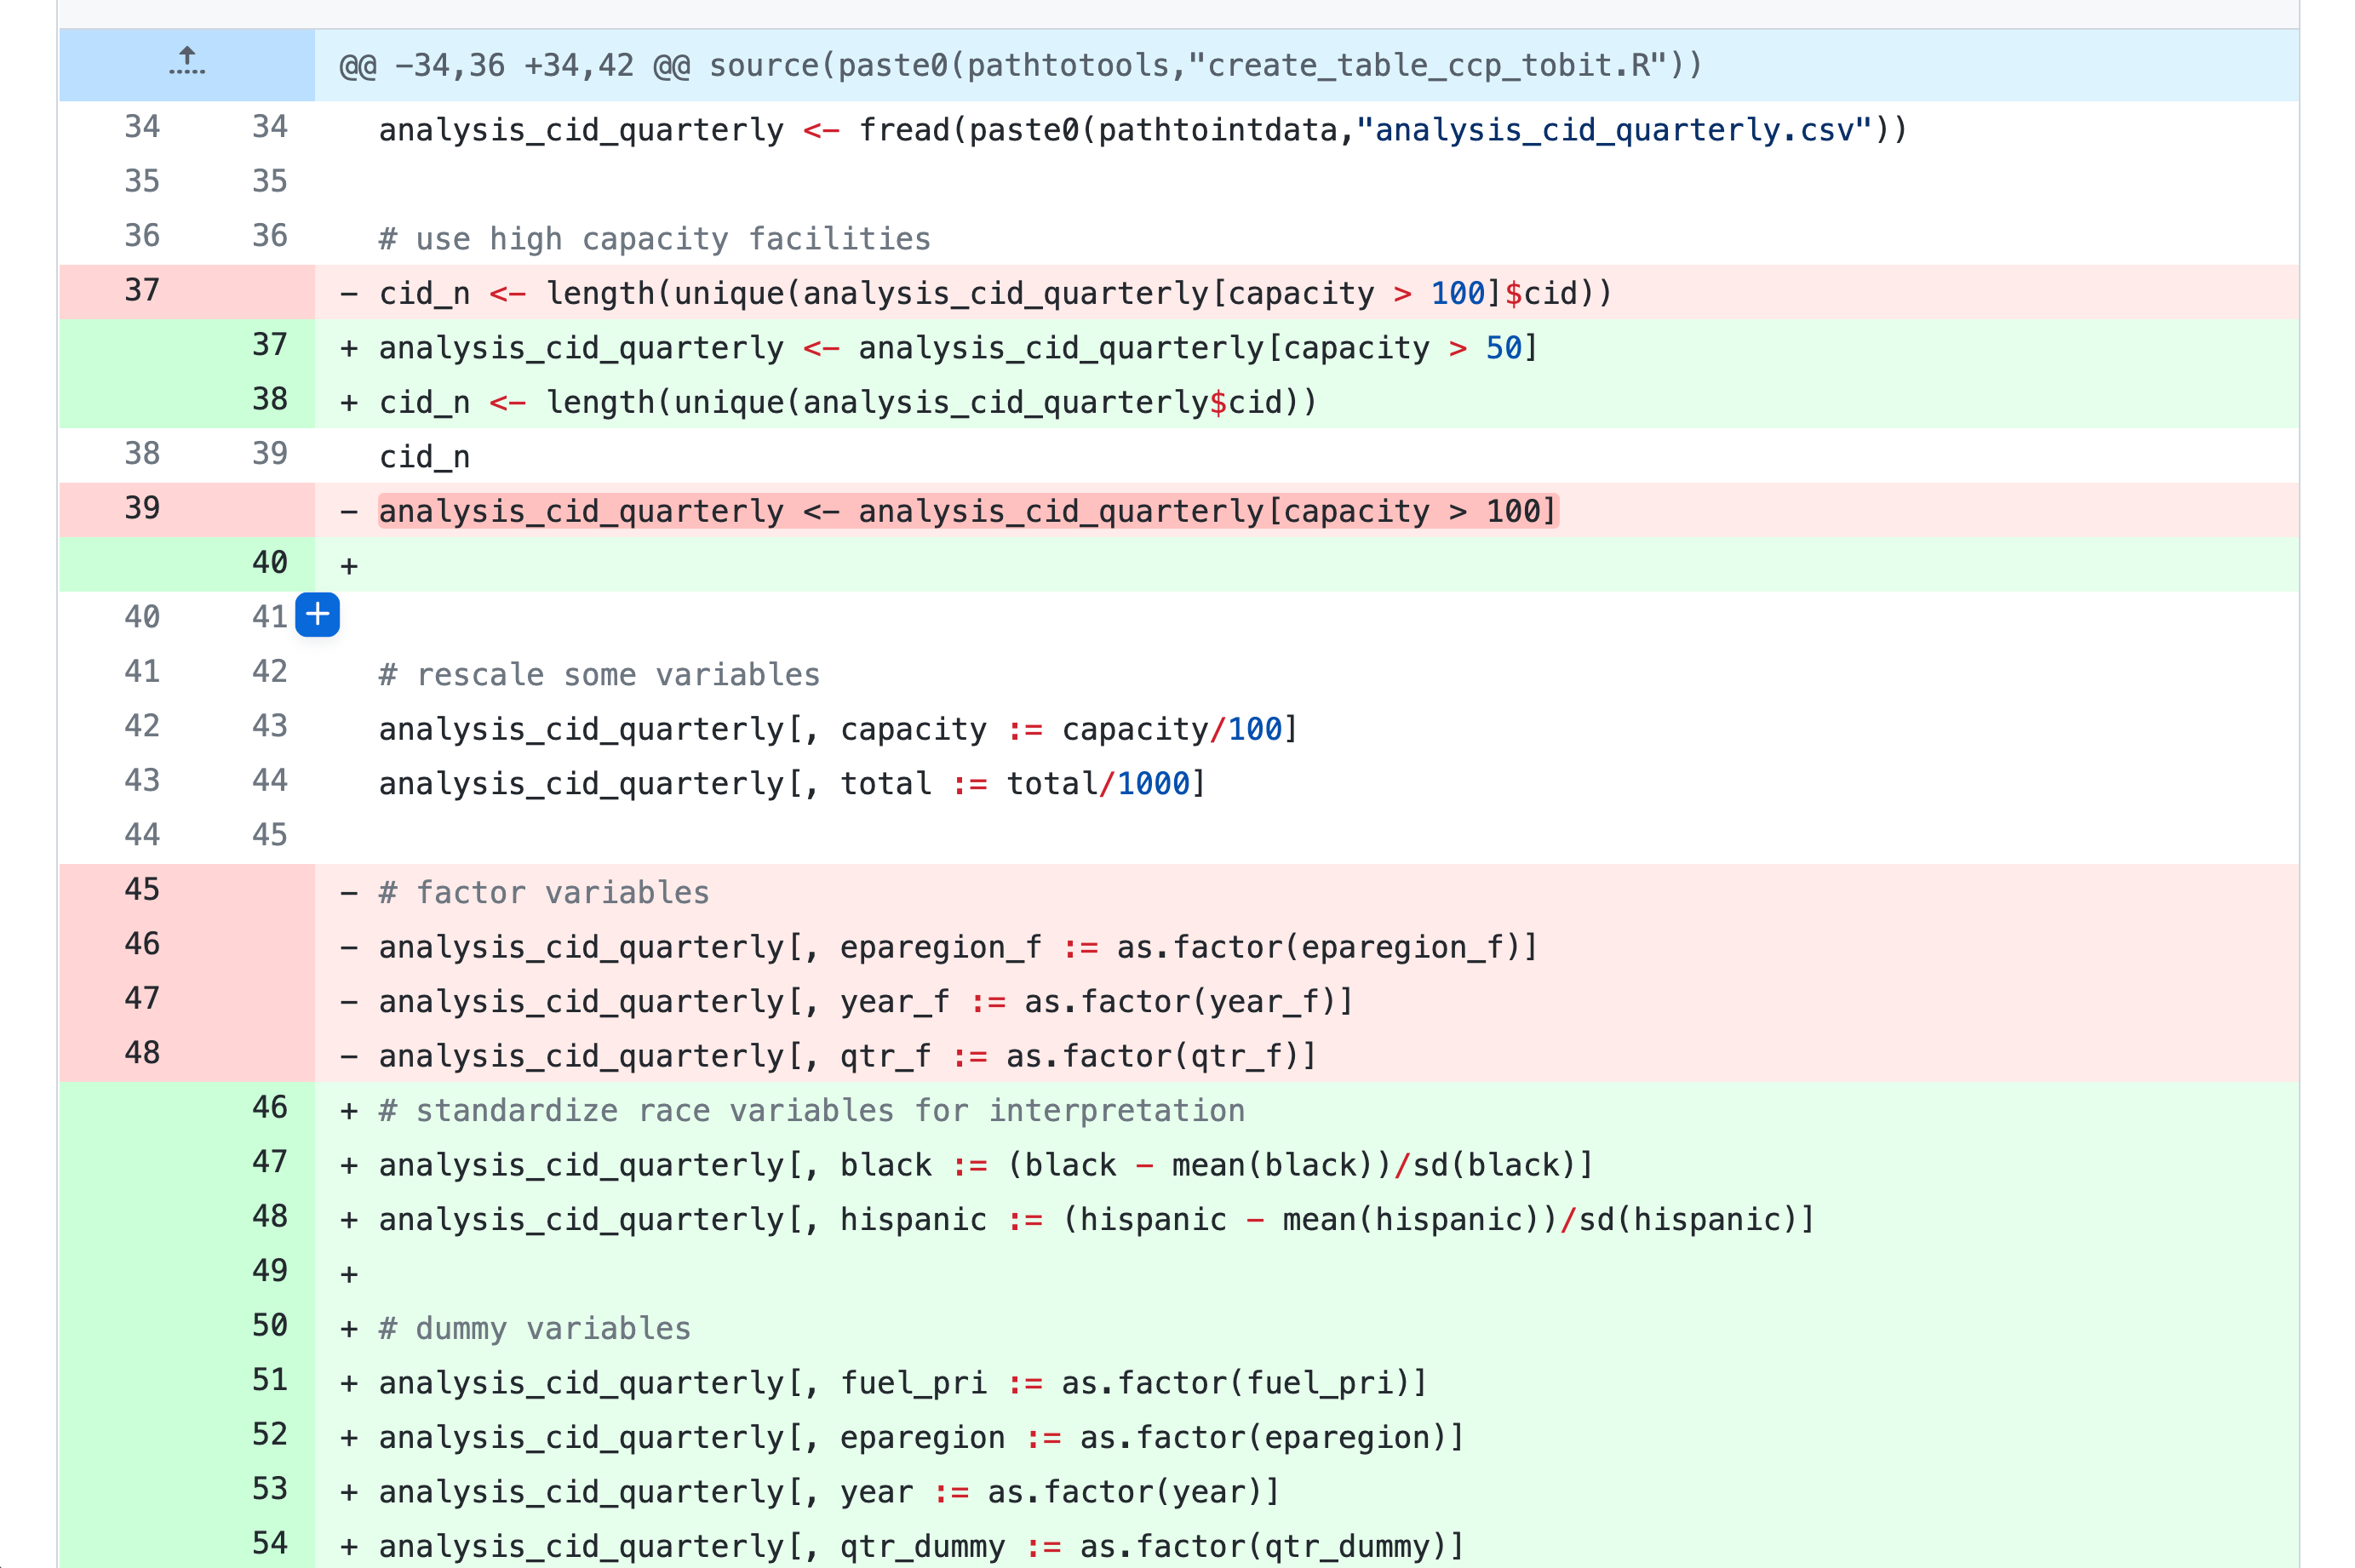 @@ -34,36 +34,42 @@ source(paste0(pathtotools,"create_table_ccp_tobit.R"))
34 34 analysis_cid_quarterly <- fread(paste0(pathtointdata,"analysis_cid_quarterly.csv"))
35 35
36 36 # use high capacity facilities
37 - cid_n <- length(unique(analysis_cid_quarterly[capacity > 100]$cid))
37 + analysis_cid_quarterly <- analysis_cid_quarterly[capacity > 50]
38 + cid_n <- length(unique(analysis_cid_quarterly$cid))
38 39 cid_n
39 - analysis_cid_quarterly <- analysis_cid_quarterly[capacity > 100]
40 +
40 41 +
41 42 # rescale some variables
42 43 analysis_cid_quarterly[, capacity := capacity/100]
43 44 analysis_cid_quarterly[, total := total/1000]
44 45
45 - # factor variables
46 - analysis_cid_quarterly[, eparegion_f := as.factor(eparegion_f)]
47 - analysis_cid_quarterly[, year_f := as.factor(year_f)]
48 - analysis_cid_quarterly[, qtr_f := as.factor(qtr_f)]
46 + # standardize race variables for interpretation
47 + analysis_cid_quarterly[, black := (black - mean(black))/sd(black)]
48 + analysis_cid_quarterly[, hispanic := (hispanic - mean(hispanic))/sd(hispanic)]
49 +
50 + # dummy variables
51 + analysis_cid_quarterly[, fuel_pri := as.factor(fuel_pri)]
52 + analysis_cid_quarterly[, eparegion := as.factor(eparegion)]
53 + analysis_cid_quarterly[, year := as.factor(year)]
54 + analysis_cid_quarterly[, qtr_dummy := as.factor(qtr_dummy)]